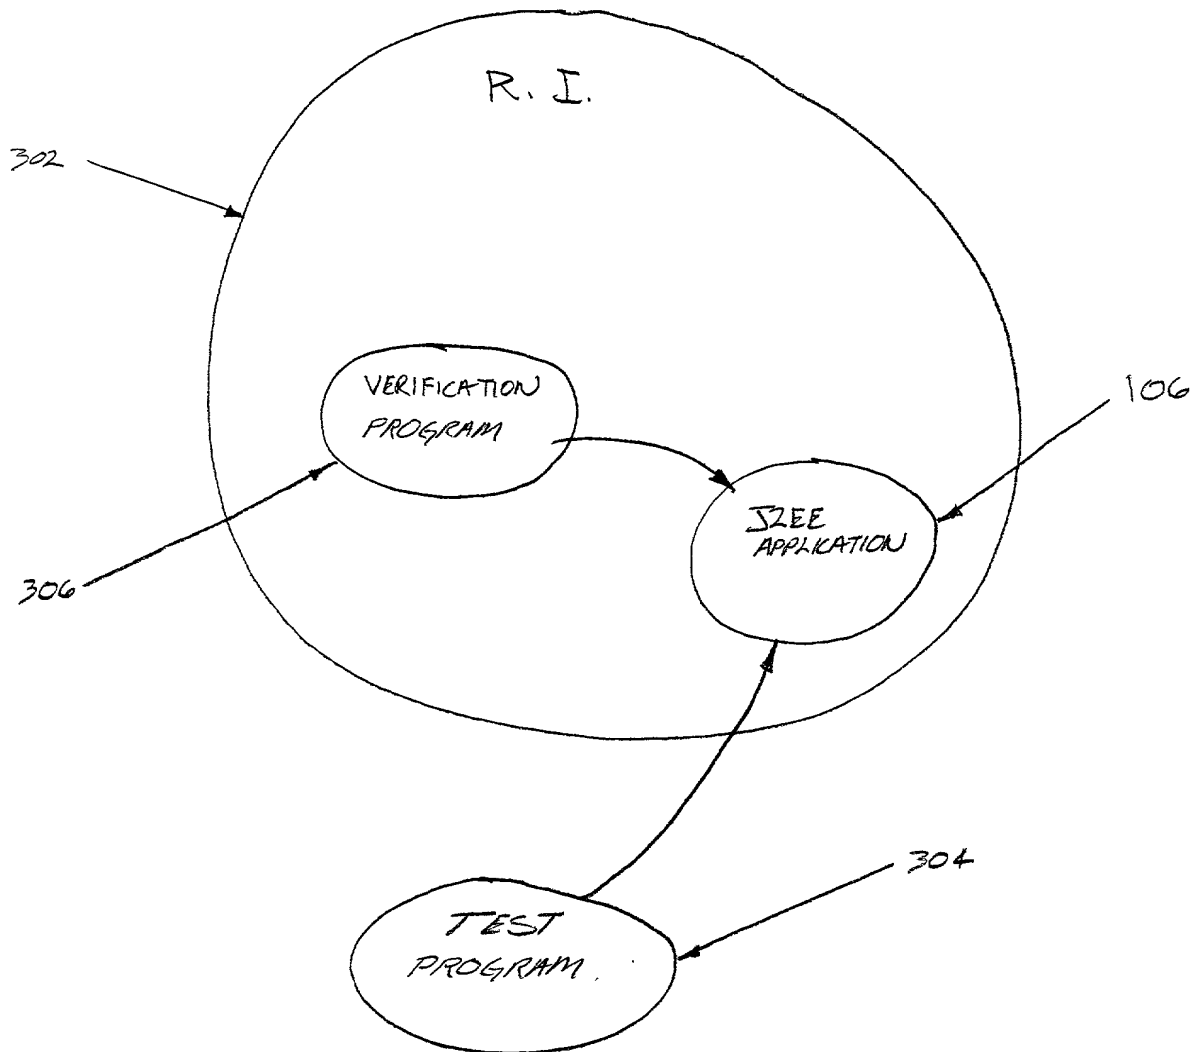 R. I.
302
VERIFICATION
PROGRAM
106
J2EE
APPLICATION
306
304
TEST
PROGRAM.